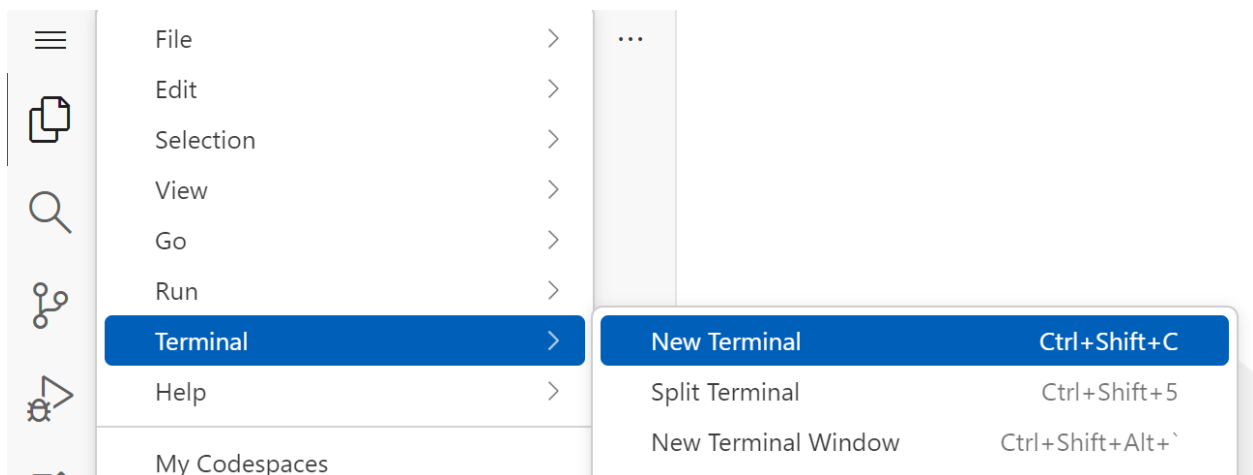 File
Edit
Selection
View
Go
Run
Terminal
Help
My Codespaces
New Terminal Ctrl+Shift+C
Split Terminal Ctrl+Shift+5
New Terminal Window Ctrl+Shift+Alt+`